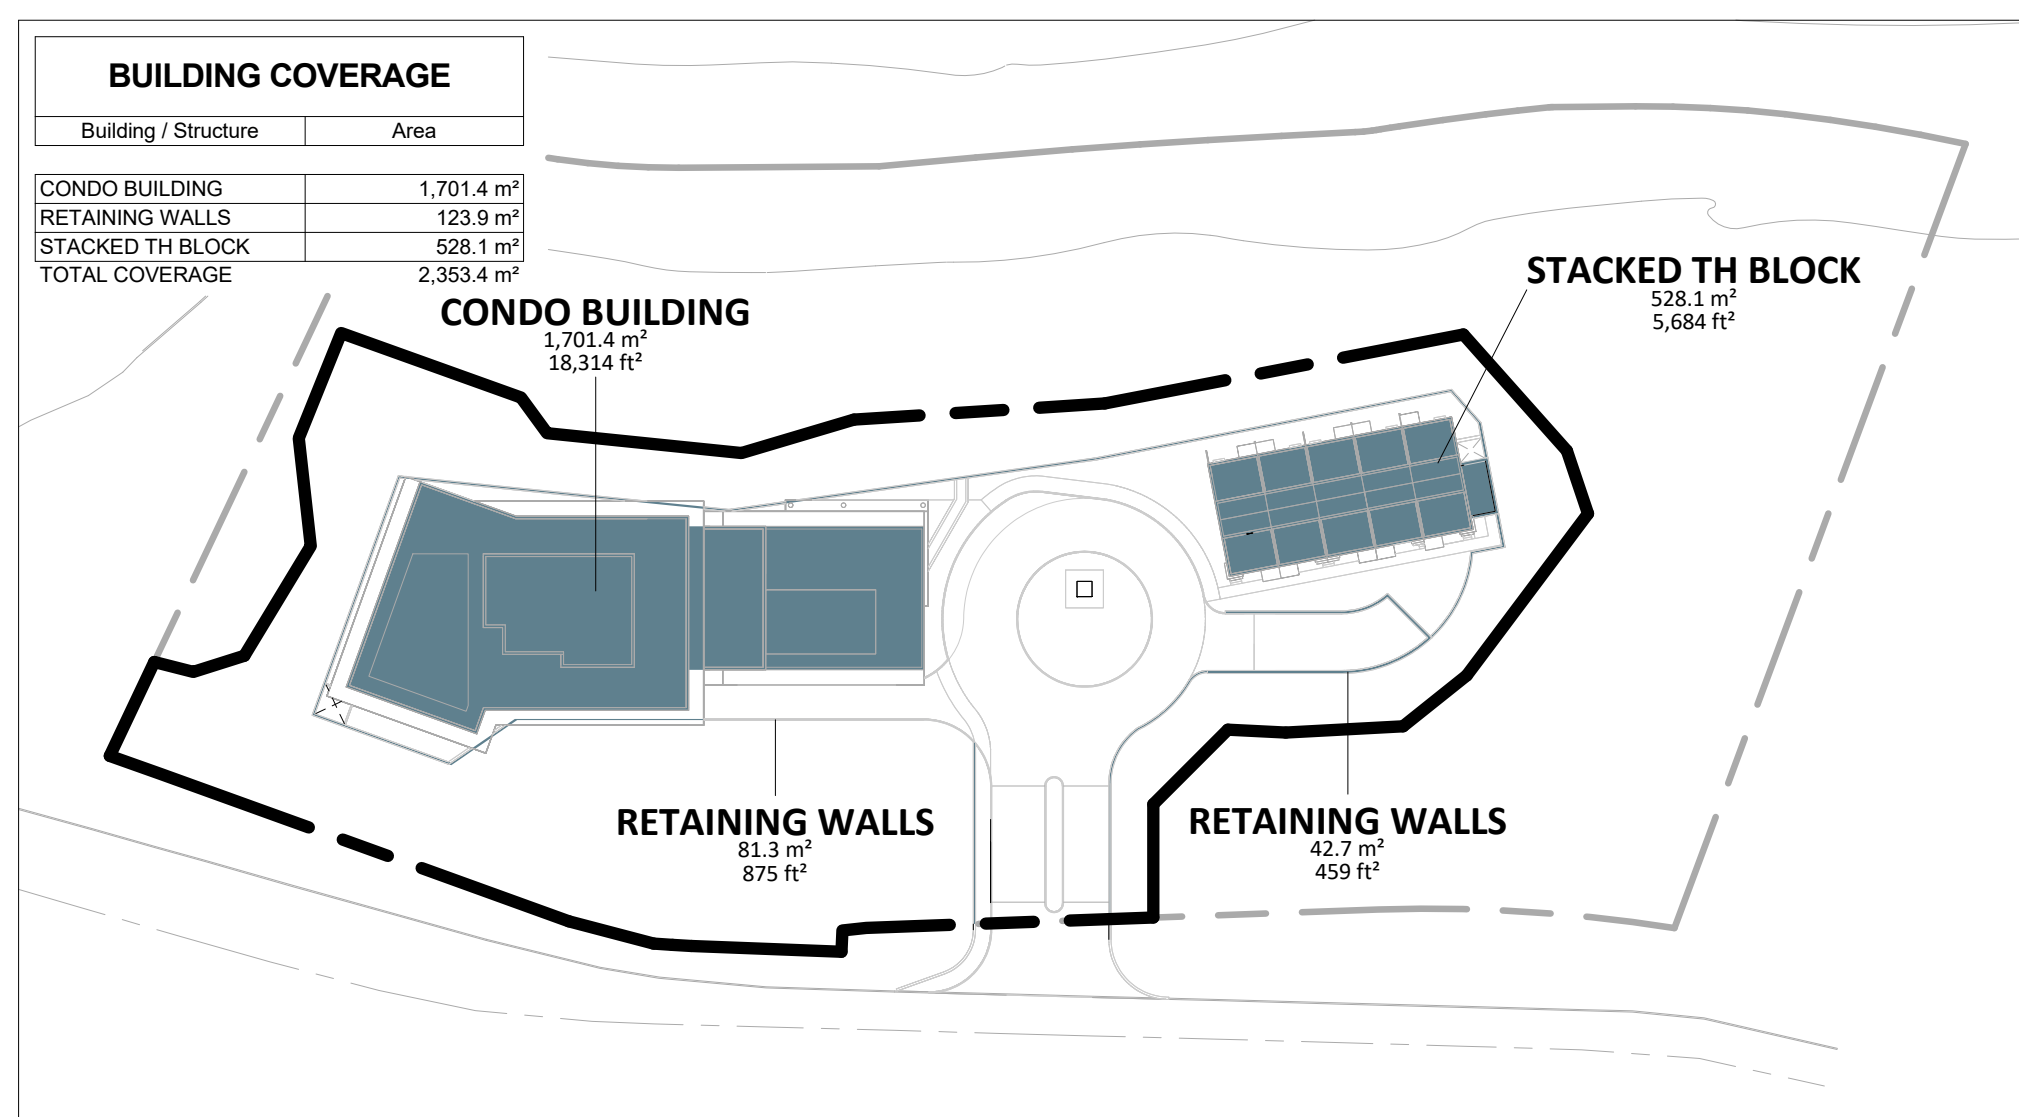 BUILDING COVERAGE
Building / Structure Area
CONDO BUILDING 1,701.4 m²
RETAINING WALLS 123.9 m²
STACKED TH BLOCK 528.1 m²
TOTAL COVERAGE 2,353.4 m²
STACKED TH BLOCK
528.1 m²
5,684 ft²
CONDO BUILDING
1,701.4 m²
18,314 ft²
RETAINING WALLS
81.3 m²
875 ft²
RETAINING WALLS
42.7 m²
459 ft²